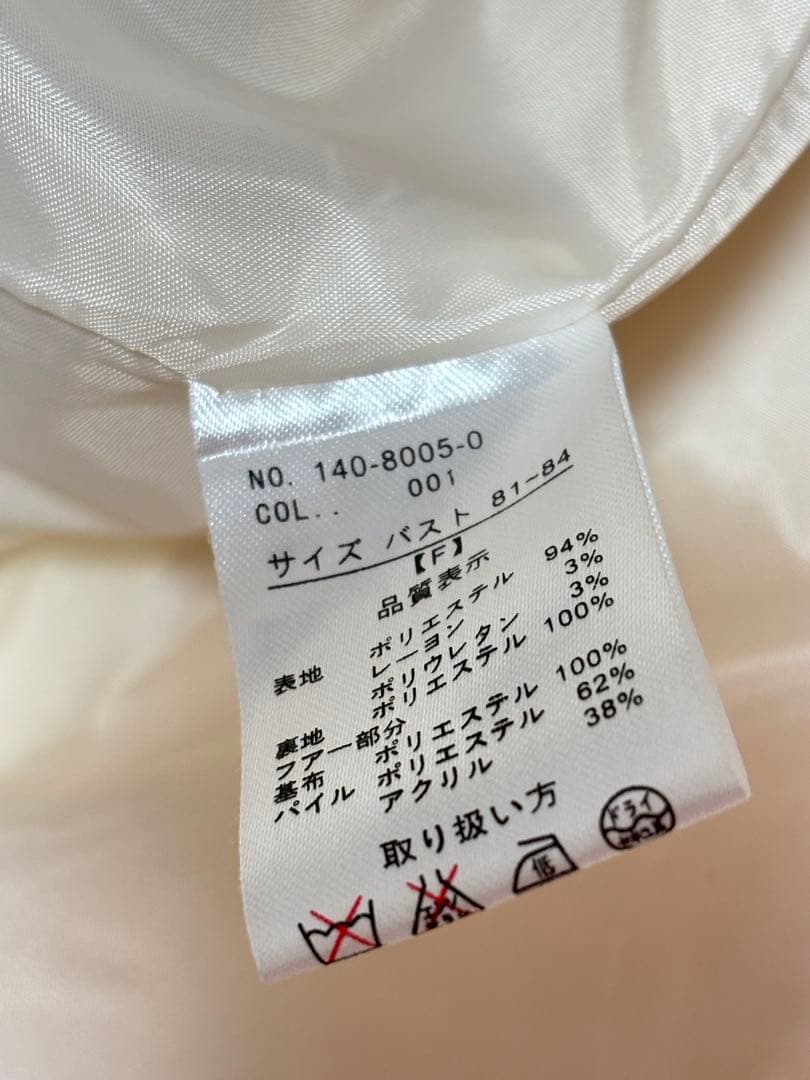 NO. 140-8005-0
COL.. 001
サイズ バスト 81-84
【F】
品質表示
表地 ポリエステル 94%
レーヨン 3%
ポリウレタン 3%
裏地 ポリエステル 100%
ファー部分
基布 ポリエステル 100%
パイル ポリエステル 62%
アクリル 38%
取り扱い方
低
ドライ